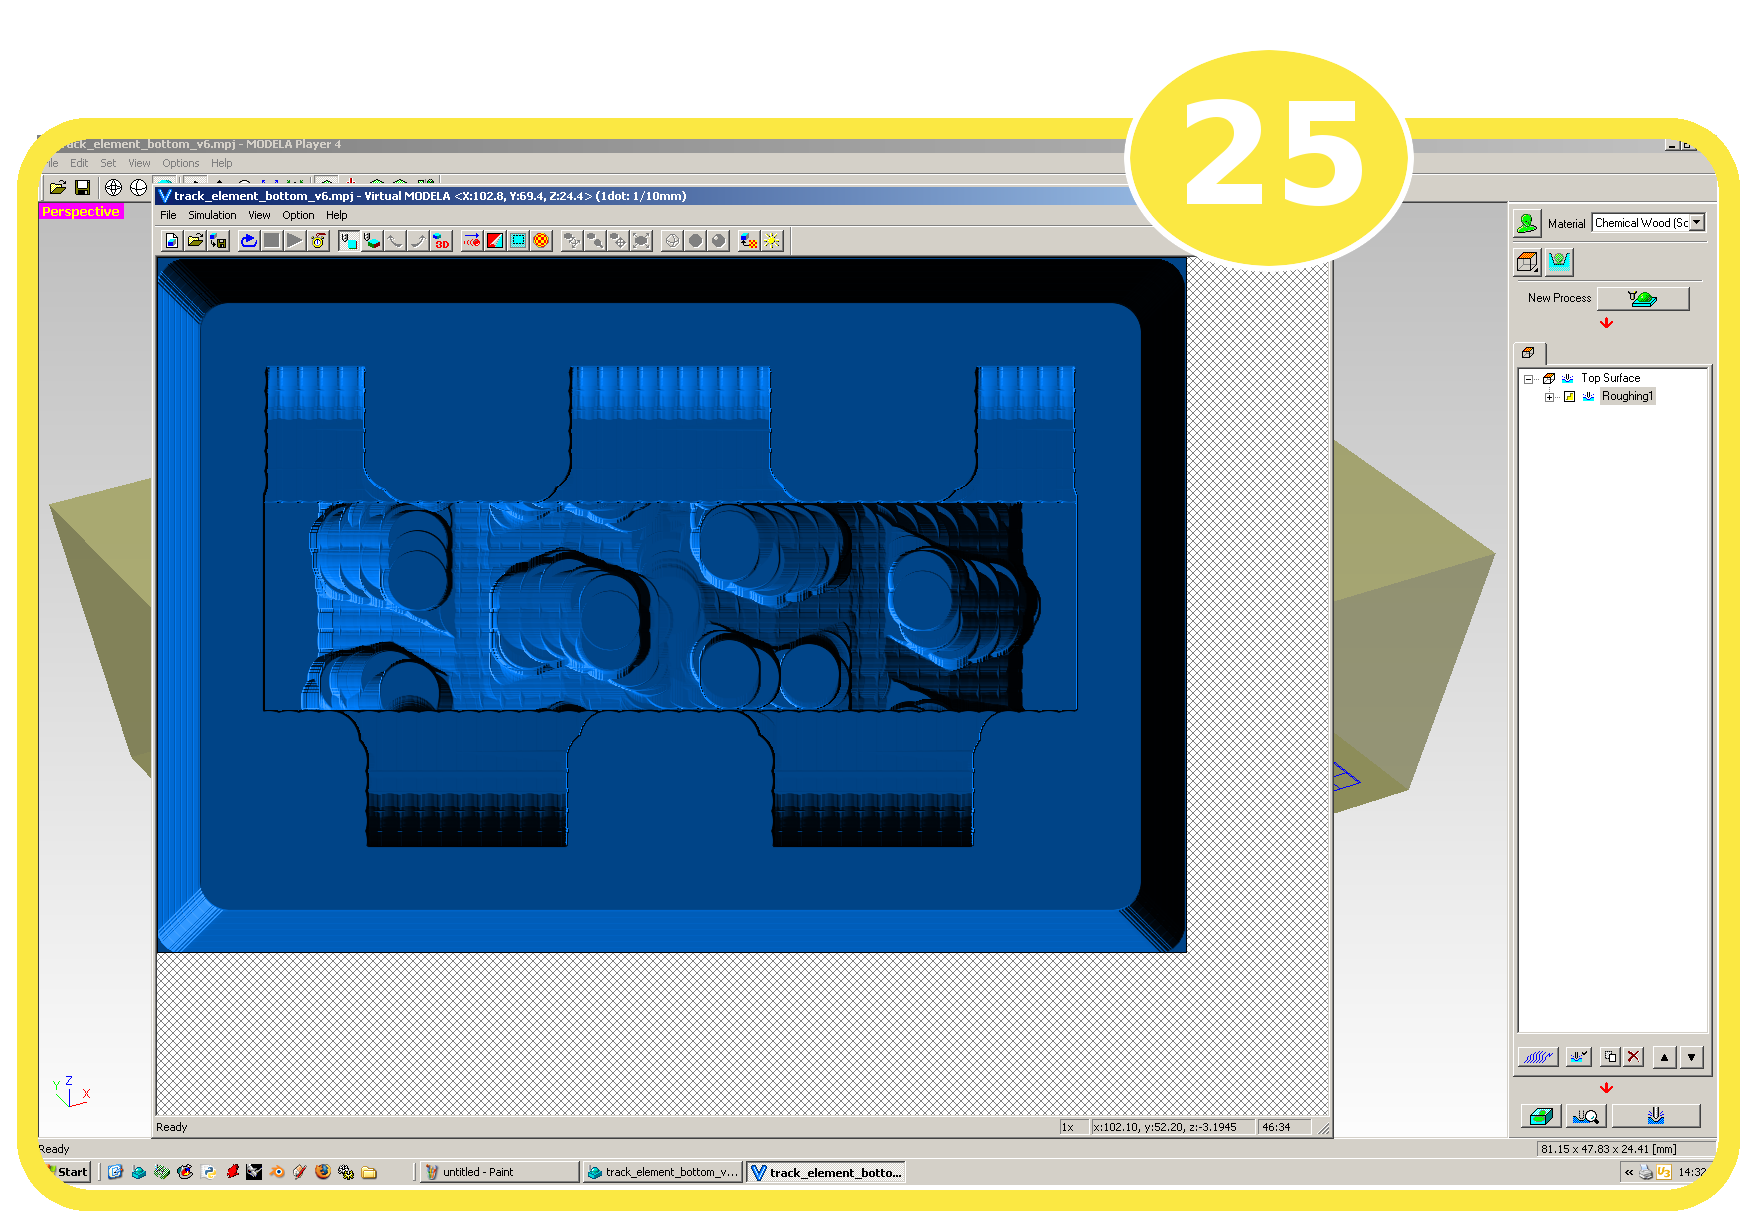 25
ck_element_bottom_v6.mpj - MODELA Player 4
Edit Set View Options Help
track_element_bottom_v6.mpj - Virtual MODELA <X:102.8, Y:69.4, Z:24.4> (1dot: 1/10mm)
Perspective
File Simulation View Option Help
3D
Material Chemical Wood (Sc
New Process
Top Surface
Roughing1
Z
Y
X
Ready
1x x:102.10, y:52.20, z:-3.1945 46:34
Ready
81.15 x 47.83 x 24.41 [mm]
Start
untitled - Paint
track_element_bottom_v...
track_element_botto...
«
14:32